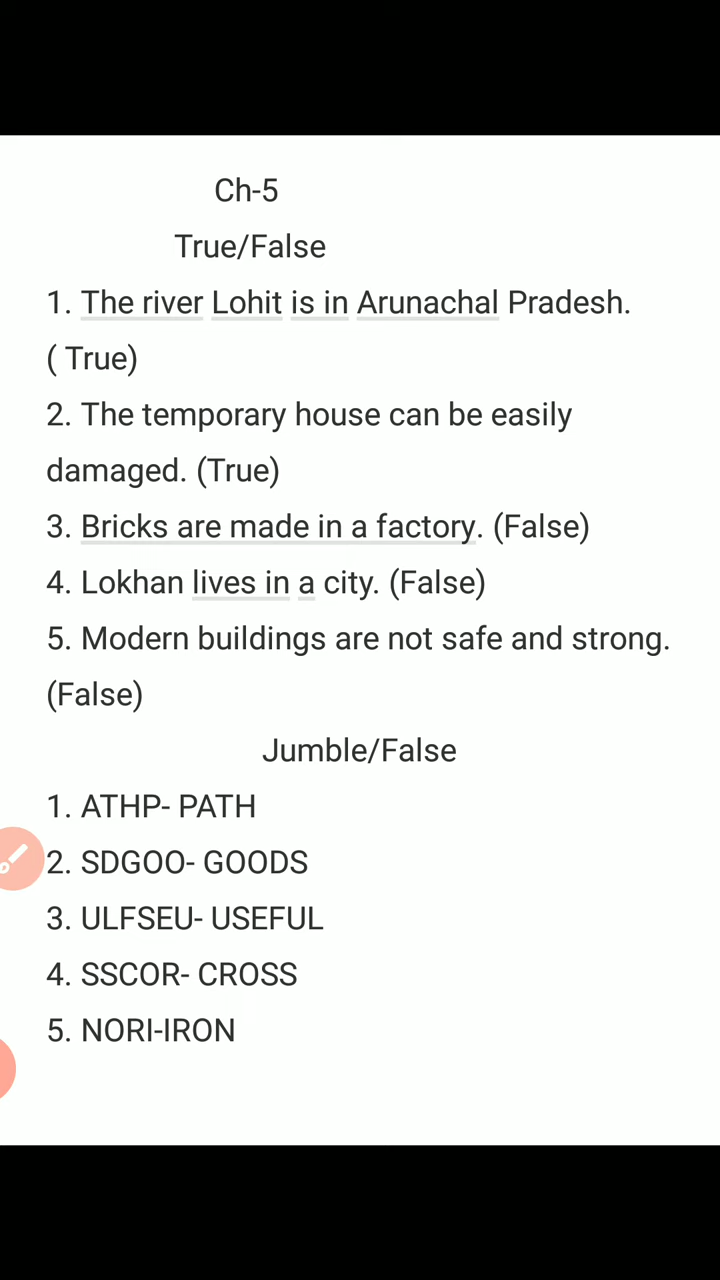 Ch-5
True/False
1. The river Lohit is in Arunachal Pradesh.
( True)
2. The temporary house can be easily
damaged. (True)
3. Bricks are made in a factory. (False)
4. Lokhan lives in a city. (False)
5. Modern buildings are not safe and strong.
(False)
Jumble/False
1. ATHP- PATH
2. SDGOO- GOODS
3. ULFSEU- USEFUL
4. SSCOR- CROSS
5. NORI-IRON